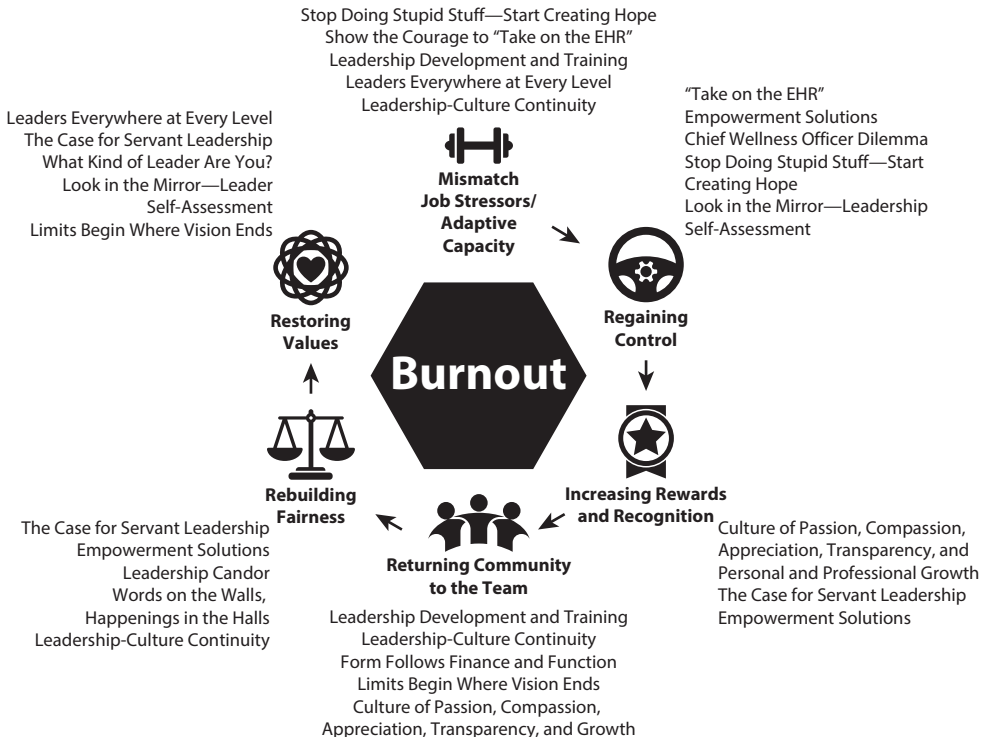 Stop Doing Stupid Stuff—Start Creating Hope
Show the Courage to “Take on the EHR”
Leadership Development and Training
Leaders Everywhere at Every Level
Leadership-Culture Continuity
Mismatch
Job Stressors/
Adaptive
Capacity
“Take on the EHR”
Empowerment Solutions
Chief Wellness Officer Dilemma
Stop Doing Stupid Stuff—Start
Creating Hope
Look in the Mirror—Leadership
Self-Assessment
Regaining
Control
Increasing Rewards
and Recognition
Culture of Passion, Compassion,
Appreciation, Transparency, and
Personal and Professional Growth
The Case for Servant Leadership
Empowerment Solutions
Returning Community
to the Team
Leadership Development and Training
Leadership-Culture Continuity
Form Follows Finance and Function
Limits Begin Where Vision Ends
Culture of Passion, Compassion,
Appreciation, Transparency, and Growth
Rebuilding
Fairness
The Case for Servant Leadership
Empowerment Solutions
Leadership Candor
Words on the Walls,
Happenings in the Halls
Leadership-Culture Continuity
Leaders Everywhere at Every Level
The Case for Servant Leadership
What Kind of Leader Are You?
Look in the Mirror—Leader
Self-Assessment
Limits Begin Where Vision Ends
Restoring
Values
Burnout